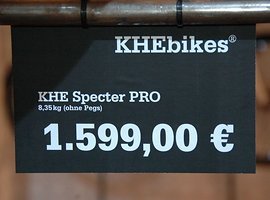 KHEbikes®
KHE Specter PRO
8,35kg (ohne Pegs)
1.599,00 €